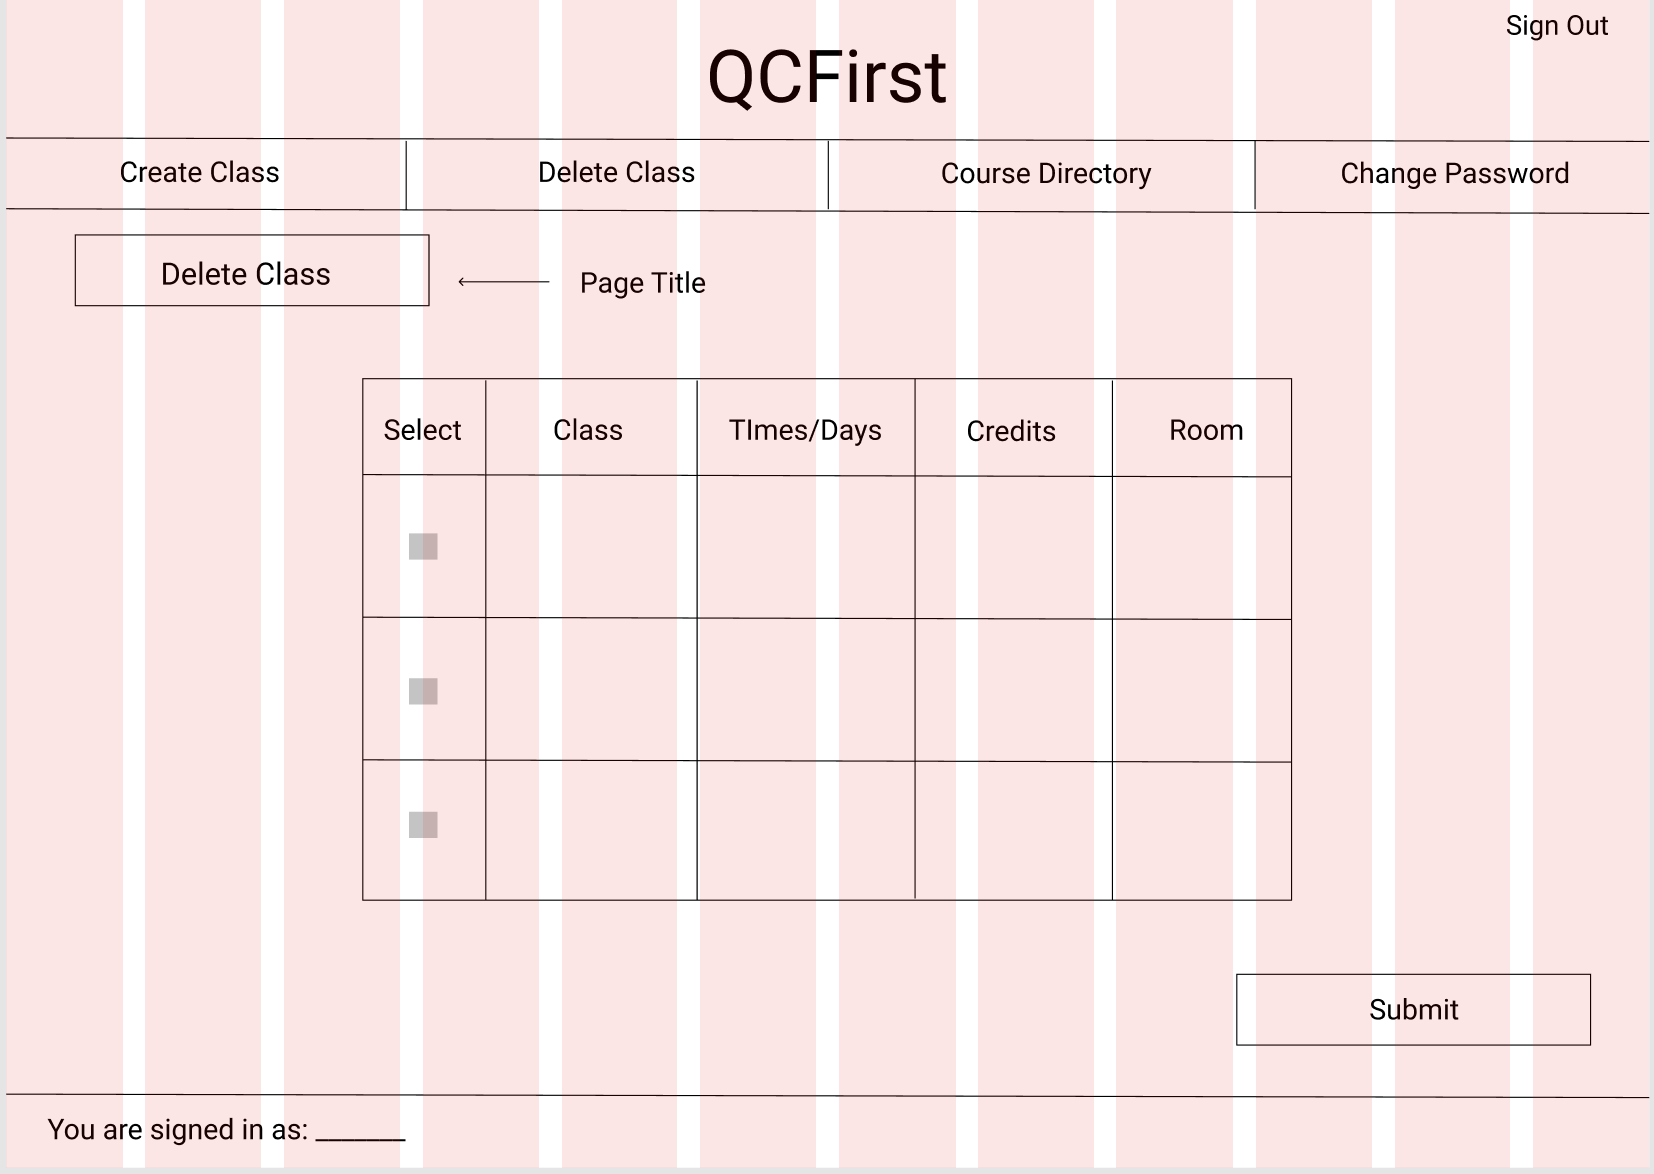 Sign Out
QCFirst
Create Class
Delete Class
Course Directory
Change Password
Delete Class
Page Title
Select
Class
TImes/Days
Credits
Room
Submit
You are signed in as: ______